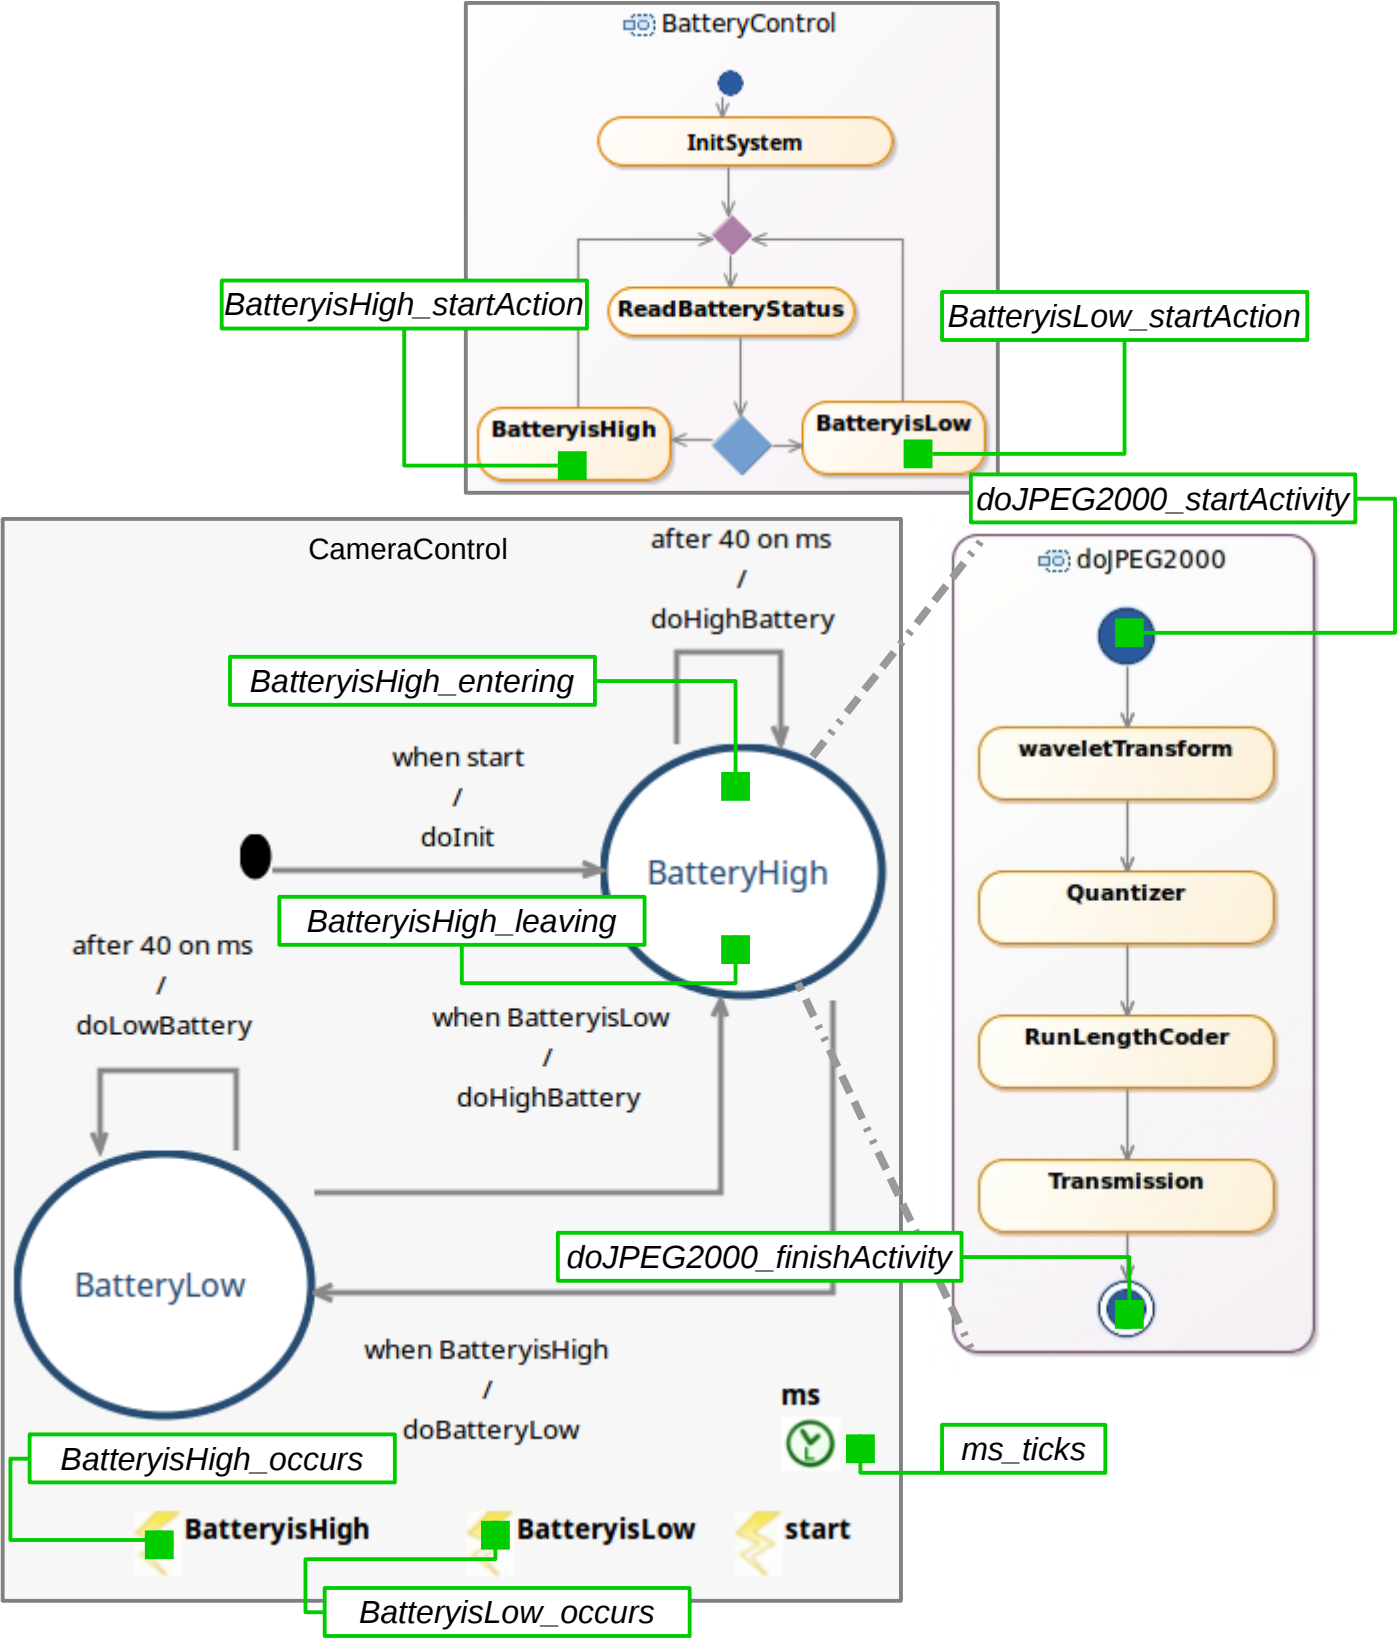 BatteryControl
InitSystem
BatteryisHigh_startAction
ReadBatteryStatus
BatteryisLow_startAction
BatteryisHigh
BatteryisLow
doJPEG2000_startActivity
CameraControl
after 40 on ms
/
doHighBattery
doJPEG2000
BatteryisHigh_entering
when start
/
doInit
waveletTransform
BatteryHigh
Quantizer
BatteryisHigh_leaving
after 40 on ms
/
doLowBattery
when BatteryisLow
/
doHighBattery
RunLengthCoder
Transmission
doJPEG2000_finishActivity
BatteryLow
when BatteryisHigh
/
doBatteryLow
ms
BatteryisHigh_occurs
ms_ticks
BatteryisHigh
BatteryisLow
start
BatteryisLow_occurs